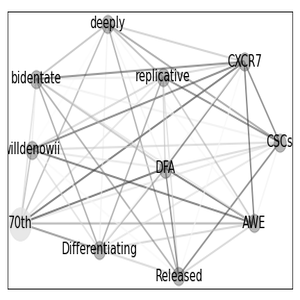 deeply
CXCR7
bidentate
replicative
CSCs
willdenowii
DFA
70th
AWE
Differentiating
Released